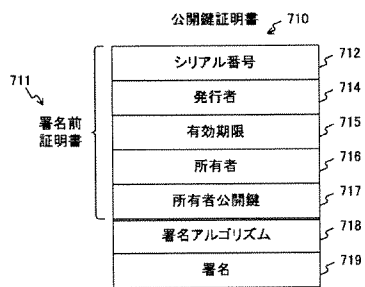 公開鍵証明書 710
711
署名前
証明書
シリアル番号 712
発行者 714
有効期限 715
所有者 716
所有者公開鍵 717
署名アルゴリズム 718
署名 719